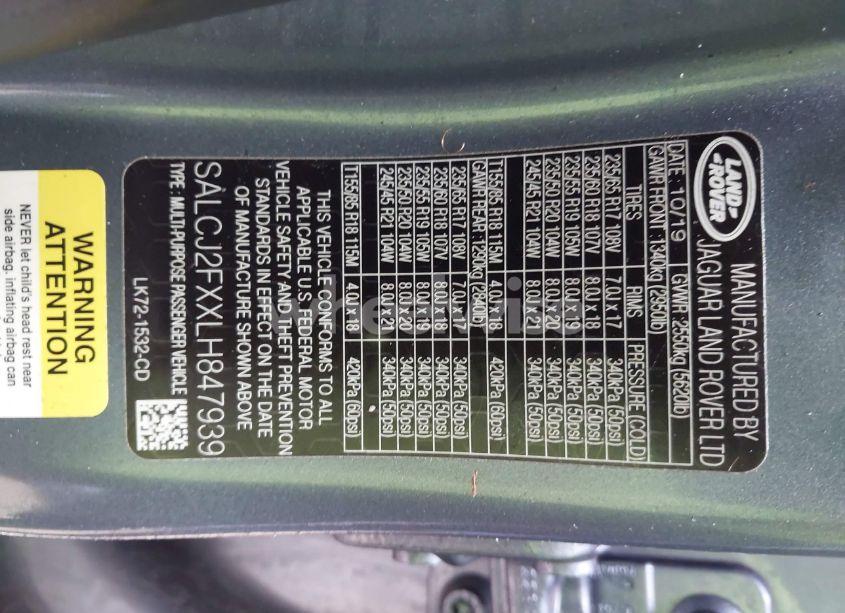 LAND
ROVER
MANUFACTURED BY
JAGUAR LAND ROVER LTD
DATE: 10/19 GVWR: 2550kg (5620lb)
GAWR FRONT: 1340kg (2950lb)
TIRES RIMS PRESSURE (COLD)
235/65 R17 108V 7.0J x 17 340kPa (50psi)
235/60 R18 107V 8.0J x 18 340kPa (50psi)
235/55 R19 105W 8.0J x 19 340kPa (50psi)
235/50 R20 104W 8.0J x 20 340kPa (50psi)
245/45 R21 104W 8.0J x 21 340kPa (50psi)
T155/85 R18 115M 4.0J x 18 420kPa (60psi)
GAWR REAR: 1290kg (2840lb)
235/65 R17 108V 7.0J x 17 340kPa (50psi)
235/60 R18 107V 8.0J x 18 340kPa (50psi)
235/55 R19 105W 8.0J x 19 340kPa (50psi)
235/50 R20 104W 8.0J x 20 340kPa (50psi)
245/45 R21 104W 8.0J x 21 340kPa (50psi)
T155/85 R18 115M 4.0J x 18 420kPa (60psi)
THIS VEHICLE CONFORMS TO ALL
APPLICABLE U.S. FEDERAL MOTOR
VEHICLE SAFETY AND THEFT PREVENTION
STANDARDS IN EFFECT ON THE DATE
OF MANUFACTURE SHOWN ABOVE
SALCJ2FXXLH847939
TYPE: MULTI-PURPOSE PASSENGER VEHICLE
LK72-1532-CD
WARNING
ATTENTION
NEVER let child's head rest near
side airbag. inflating airbag can